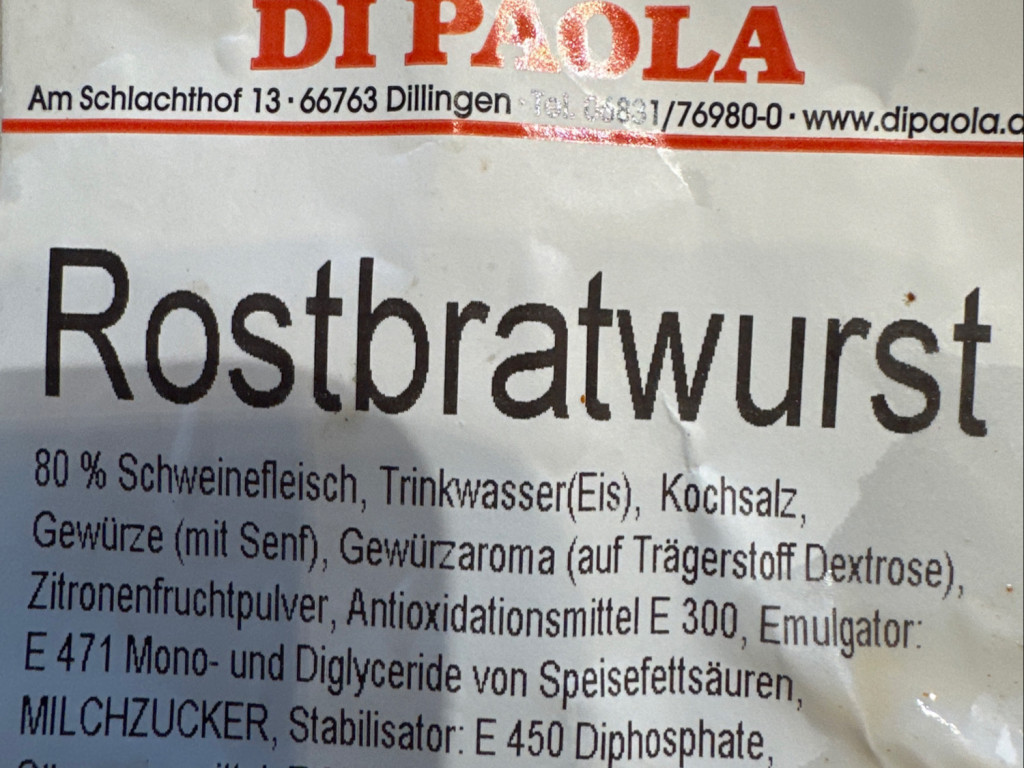 DI PAOLA
Am Schlachthof 13 · 66763 Dillingen · Tel. 06831/76980-0 · www.dipaola.d
Rostbratwurst
80 % Schweinefleisch, Trinkwasser(Eis), Kochsalz,
Gewürze (mit Senf), Gewürzaroma (auf Trägerstoff Dextrose),
Zitronenfruchtpulver, Antioxidationsmittel E 300, Emulgator:
E 471 Mono- und Diglyceride von Speisefettsäuren,
MILCHZUCKER, Stabilisator: E 450 Diphosphate,